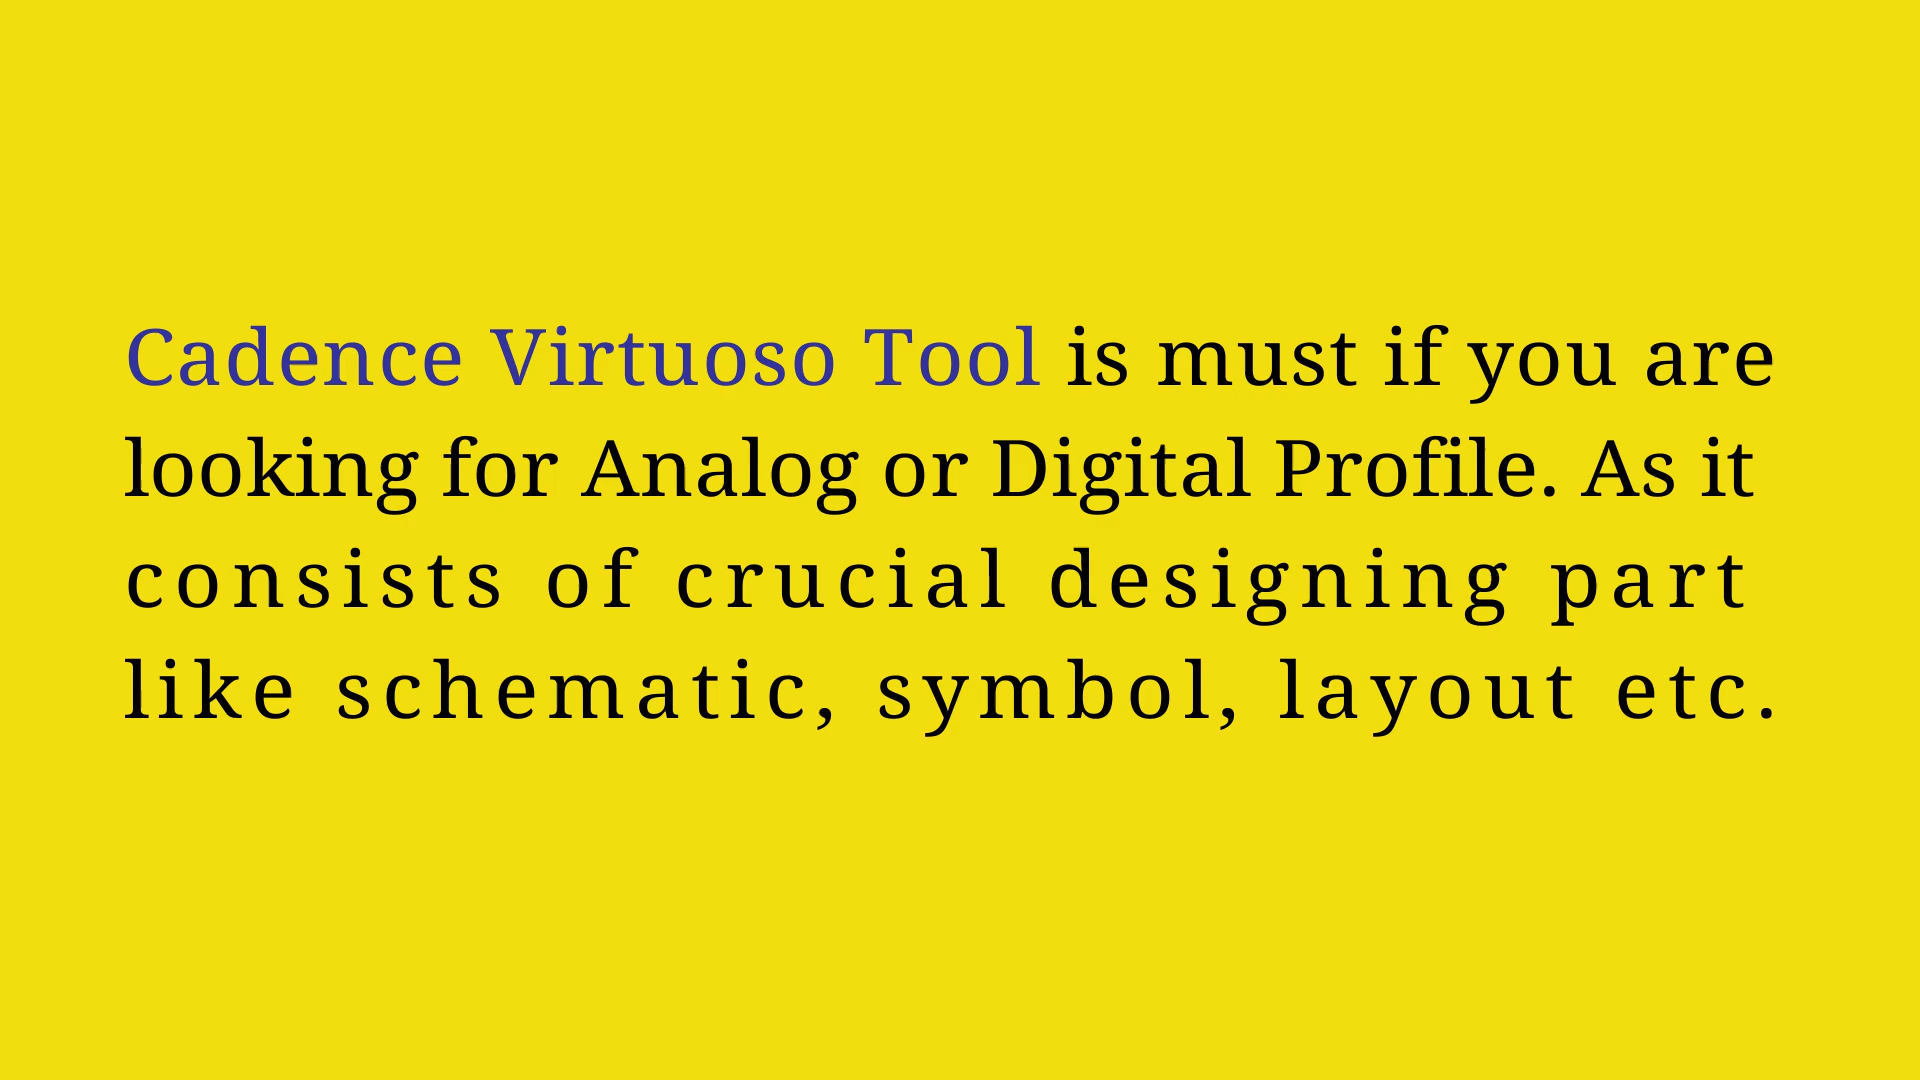 Cadence Virtuoso Tool is must if you are
looking for Analog or Digital Profile. As it
consists of crucial designing part
like schematic, symbol, layout etc.